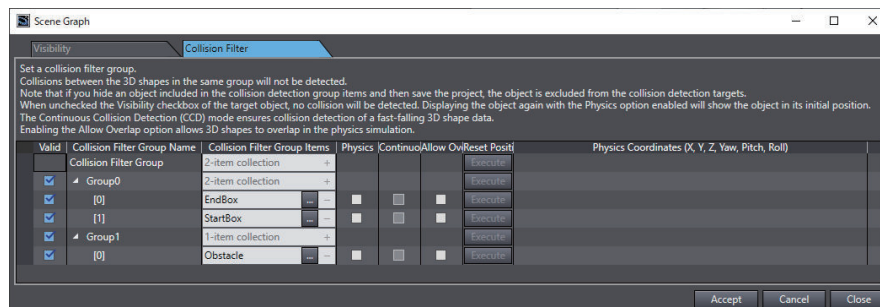 Scene Graph
Visibility Collision Filter
Set a collision filter group.
Collisions between the 3D shapes in the same group will not be detected.
Note that if you hide an object included in the collision detection group items and then save the project, the object is excluded from the collision detection targets.
When unchecked the Visibility checkbox of the target object, no collision will be detected. Displaying the object again with the Physics option enabled will show the object in its initial position.
The Continuous Collision Detection (CCD) mode ensures collision detection of a fast-falling 3D shape data.
Enabling the Allow Overlap option allows 3D shapes to overlap in the physics simulation.
Valid Collision Filter Group Name Collision Filter Group Items Physics Continuo Allow Ov Reset Positi Physics Coordinates (X, Y, Z, Yaw, Pitch, Roll)
Collision Filter Group 2-item collection + Execute
Group0 2-item collection + Execute
[0] EndBox ... - Execute
[1] StartBox ... - Execute
Group1 1-item collection + Execute
[0] Obstacle ... - Execute
Accept Cancel Close